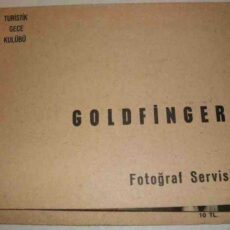 TURİSTİK
GECE
KULÜBÜ
GOLDFİNGER
Fotoğraf Servis
10 TL.